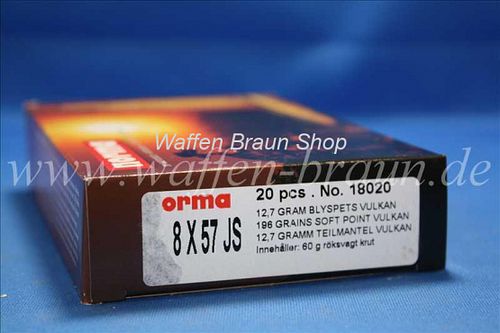 Waffen Braun Shop
www.waffen-braun.de
orma
8 X 57 JS
20 pcs . No. 18020
12,7 GRAM BLYSPETS VULKAN
196 GRAINS SOFT POINT VULKAN
12,7 GRAMM TEILMANTEL VULKAN
Innehåller: 60 g röksvagt krut